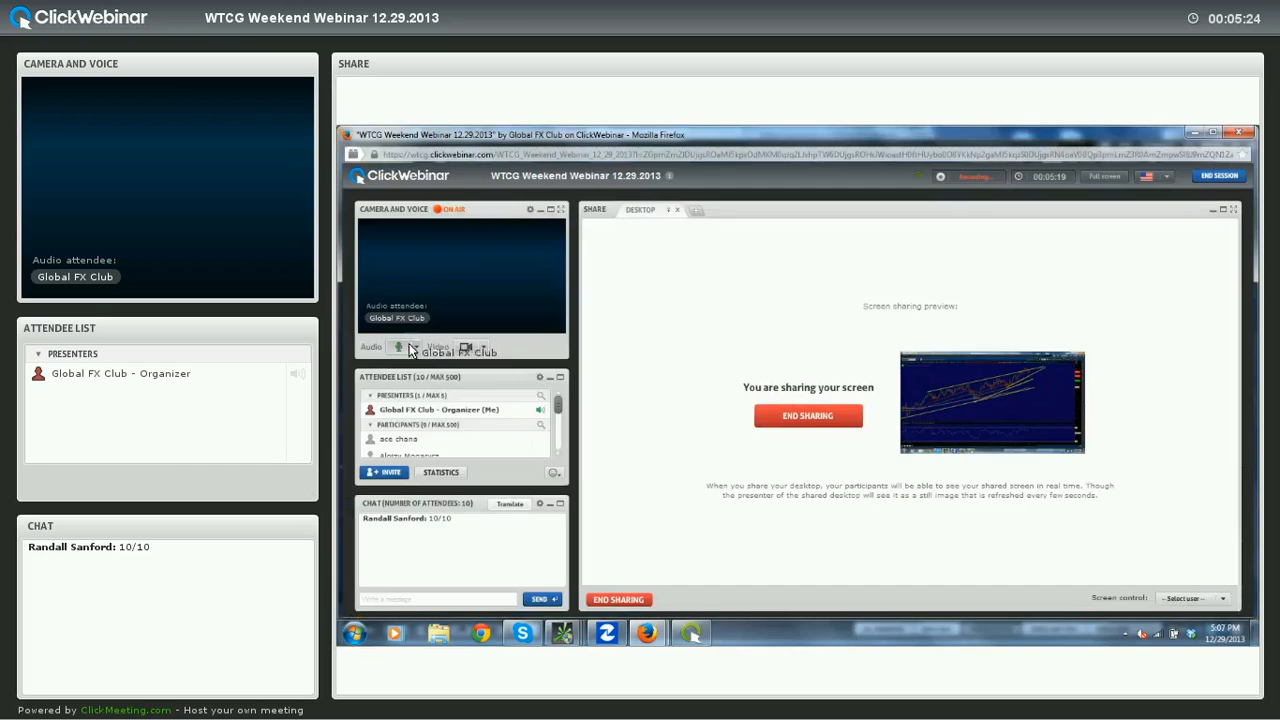 ClickWebinar
WTCG Weekend Webinar 12.29.2013
00:05:24
CAMERA AND VOICE
Audio attendee:
Global FX Club
ATTENDEE LIST
PRESENTERS
Global FX Club - Organizer
CHAT
Randall Sanford: 10/10
Powered by ClickMeeting.com - Host your own meeting
SHARE
"WTCG Weekend Webinar 12.29.2013" by Global FX Club on ClickWebinar - Mozilla Firefox
ClickWebinar
WTCG Weekend Webinar 12.29.2013
Recording...
00:05:19
Full screen
END SESSION
CAMERA AND VOICE ON AIR
Audio attendee:
Global FX Club
Audio
Video
Global FX Club
ATTENDEE LIST (10 / MAX 500)
PRESENTERS (1 / MAX 5)
Global FX Club - Organizer (Me)
PARTICIPANTS (9 / MAX 500)
ace chana
INVITE
STATISTICS
CHAT (NUMBER OF ATTENDEES: 10)
Translate
Randall Sanford: 10/10
Write a message
SEND
SHARE
DESKTOP
Screen sharing preview:
You are sharing your screen
END SHARING
When you share your desktop, your participants will be able to see your shared screen in real time. Though
the presenter of the shared desktop will see it as a still image that is refreshed every few seconds.
END SHARING
Screen control:
-- Select user --
5:07 PM
12/29/2013